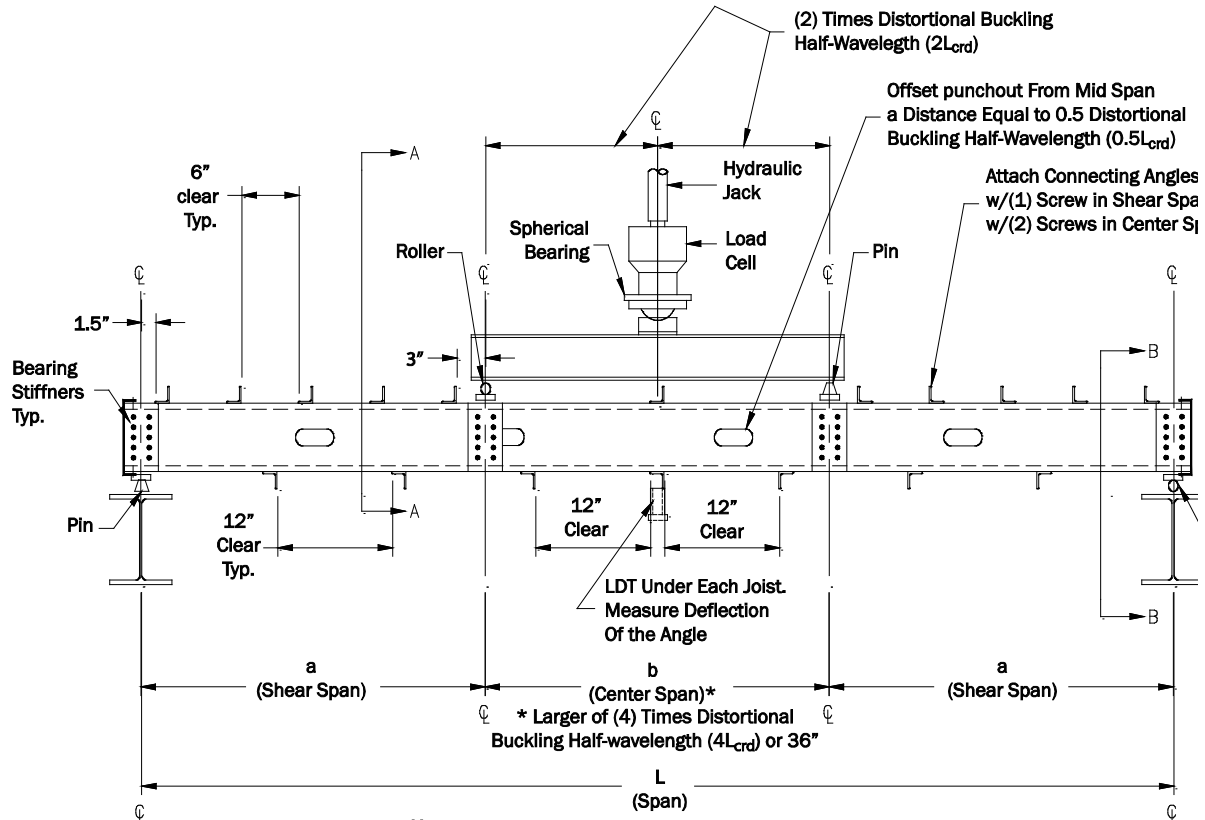 (2) Times Distortional Buckling
Half-Wavelegth (2Lcrd)
Offset punchout From Mid Span
a Distance Equal to 0.5 Distortional
Buckling Half-Wavelength (0.5Lcrd)
Attach Connecting Angles
w/(1) Screw in Shear Spa
w/(2) Screws in Center Sp
℄
A
6"
clear
Typ.
Hydraulic
Jack
Spherical
Bearing
Load
Cell
Roller
Pin
℄
℄
℄
℄
1.5"
3"
B
Bearing
Stiffners
Typ.
Pin
A
12"
Clear
Typ.
12"
Clear
12"
Clear
LDT Under Each Joist.
Measure Deflection
Of the Angle
B
a
(Shear Span)
b
(Center Span)*
a
(Shear Span)
℄
℄
* Larger of (4) Times Distortional
Buckling Half-wavelength (4Lcrd) or 36"
L
(Span)
℄
℄